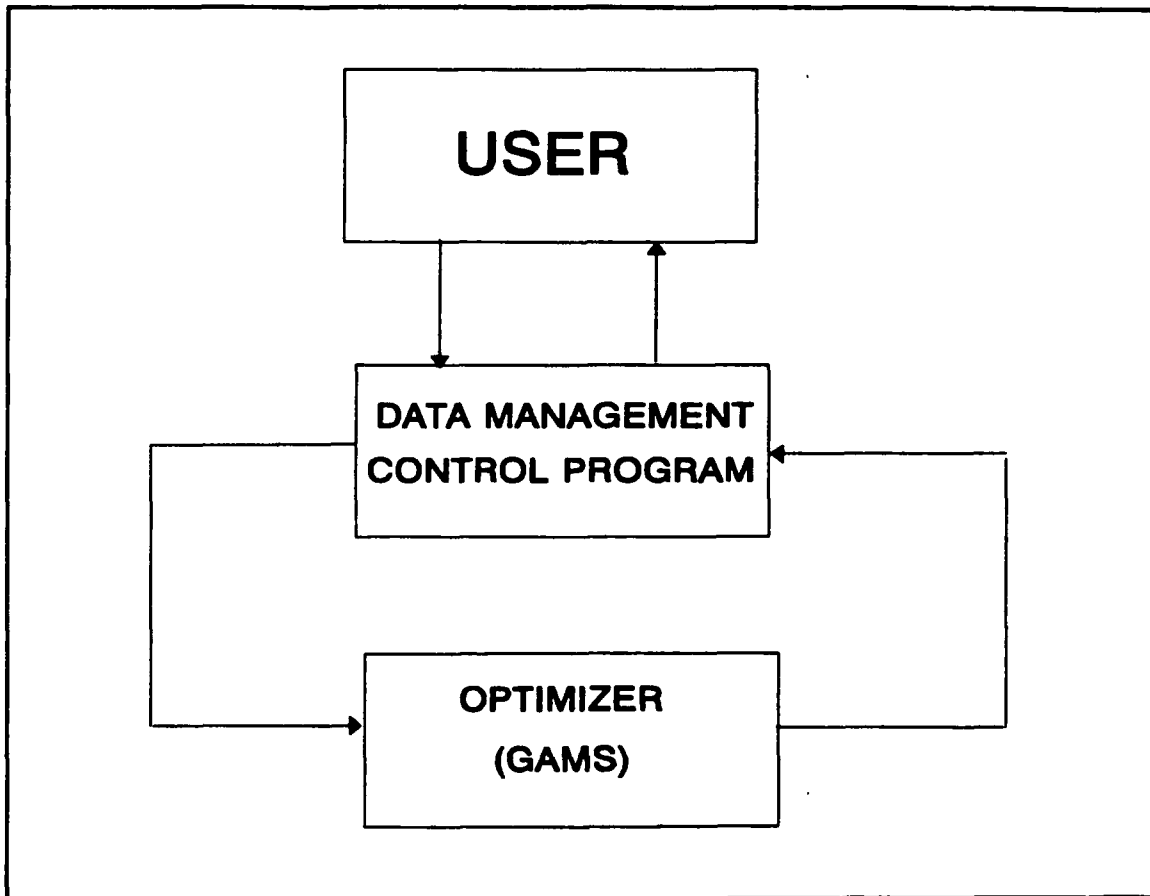 USER
DATA MANAGEMENT
CONTROL PROGRAM
OPTIMIZER
(GAMS)